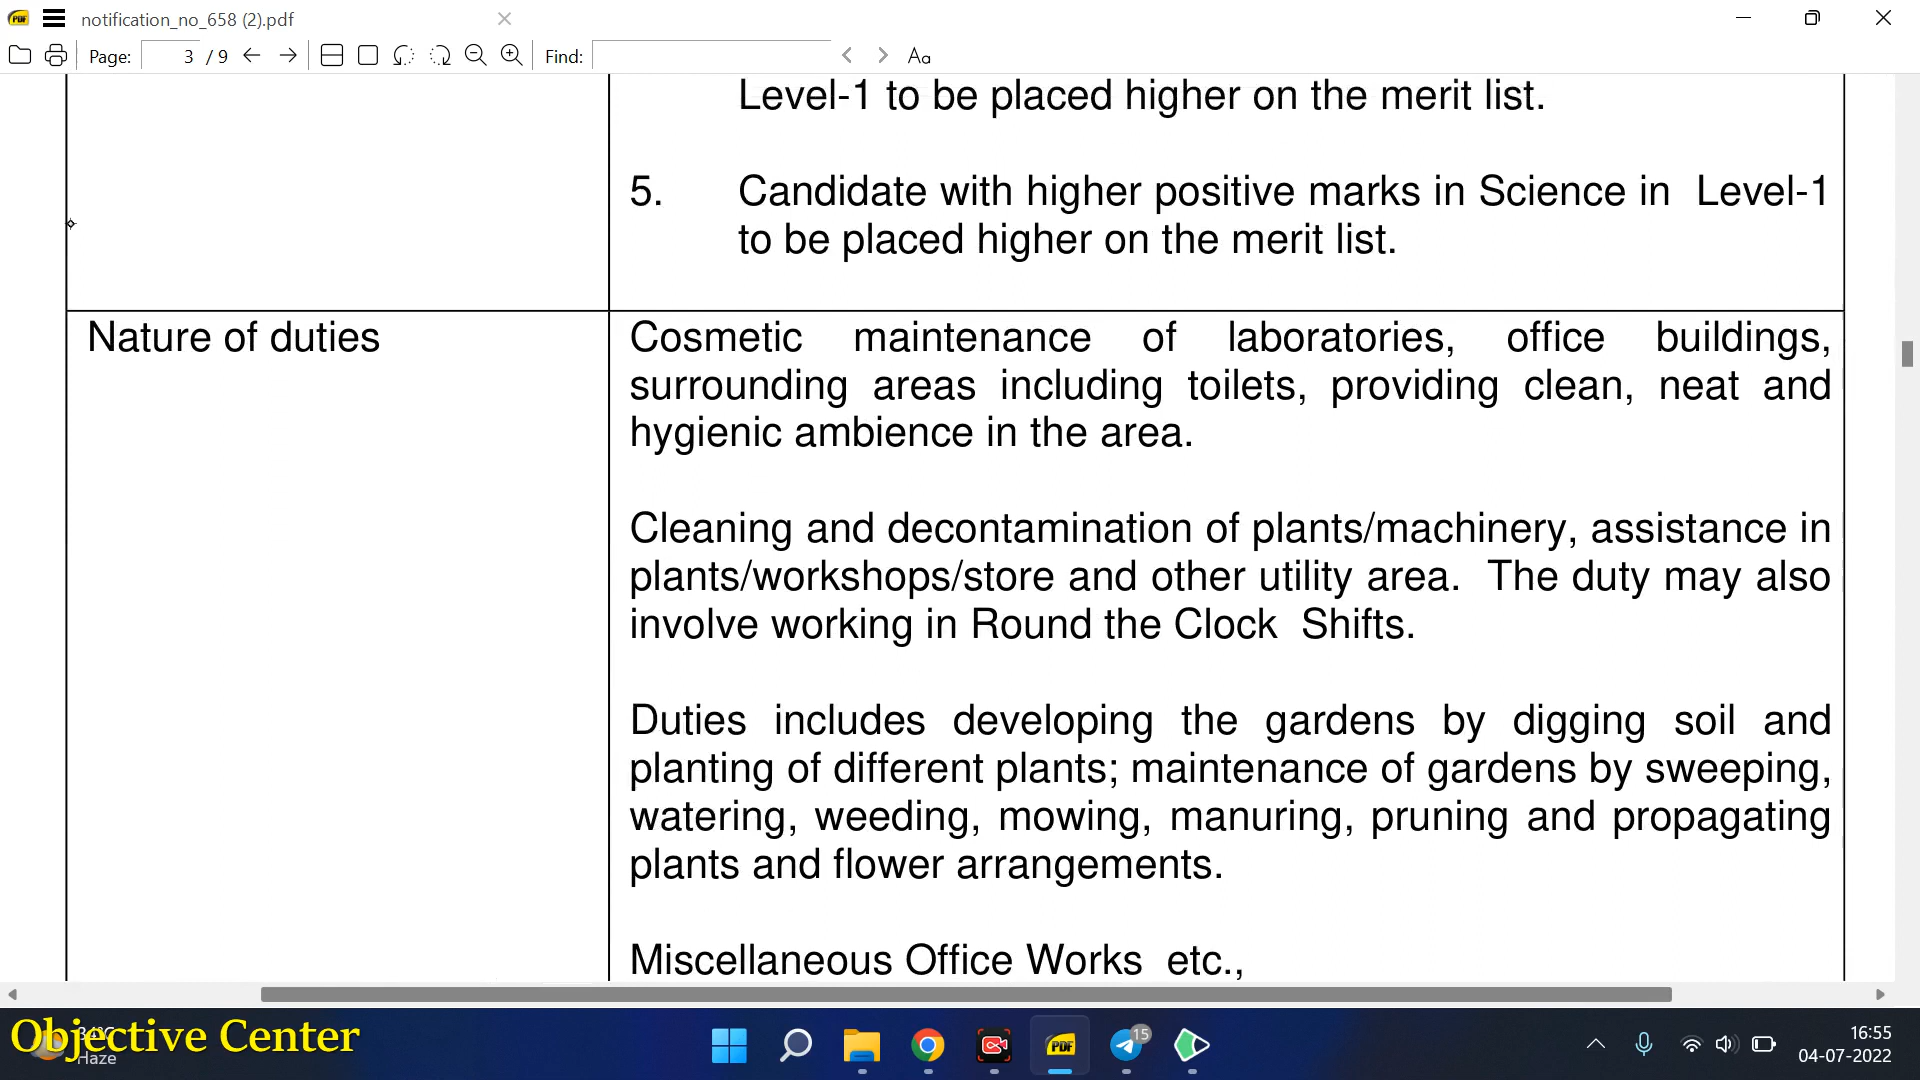 notification_no_658 (2).pdf
Page: 3 / 9 Find: Aa
Level-1 to be placed higher on the merit list.
5. Candidate with higher positive marks in Science in Level-1
to be placed higher on the merit list.
Nature of duties
Cosmetic maintenance of laboratories, office buildings,
surrounding areas including toilets, providing clean, neat and
hygienic ambience in the area.
Cleaning and decontamination of plants/machinery, assistance in
plants/workshops/store and other utility area. The duty may also
involve working in Round the Clock Shifts.
Duties includes developing the gardens by digging soil and
planting of different plants; maintenance of gardens by sweeping,
watering, weeding, mowing, manuring, pruning and propagating
plants and flower arrangements.
Miscellaneous Office Works etc.,
Objective Center
Haze
PDF
15
16:55
04-07-2022